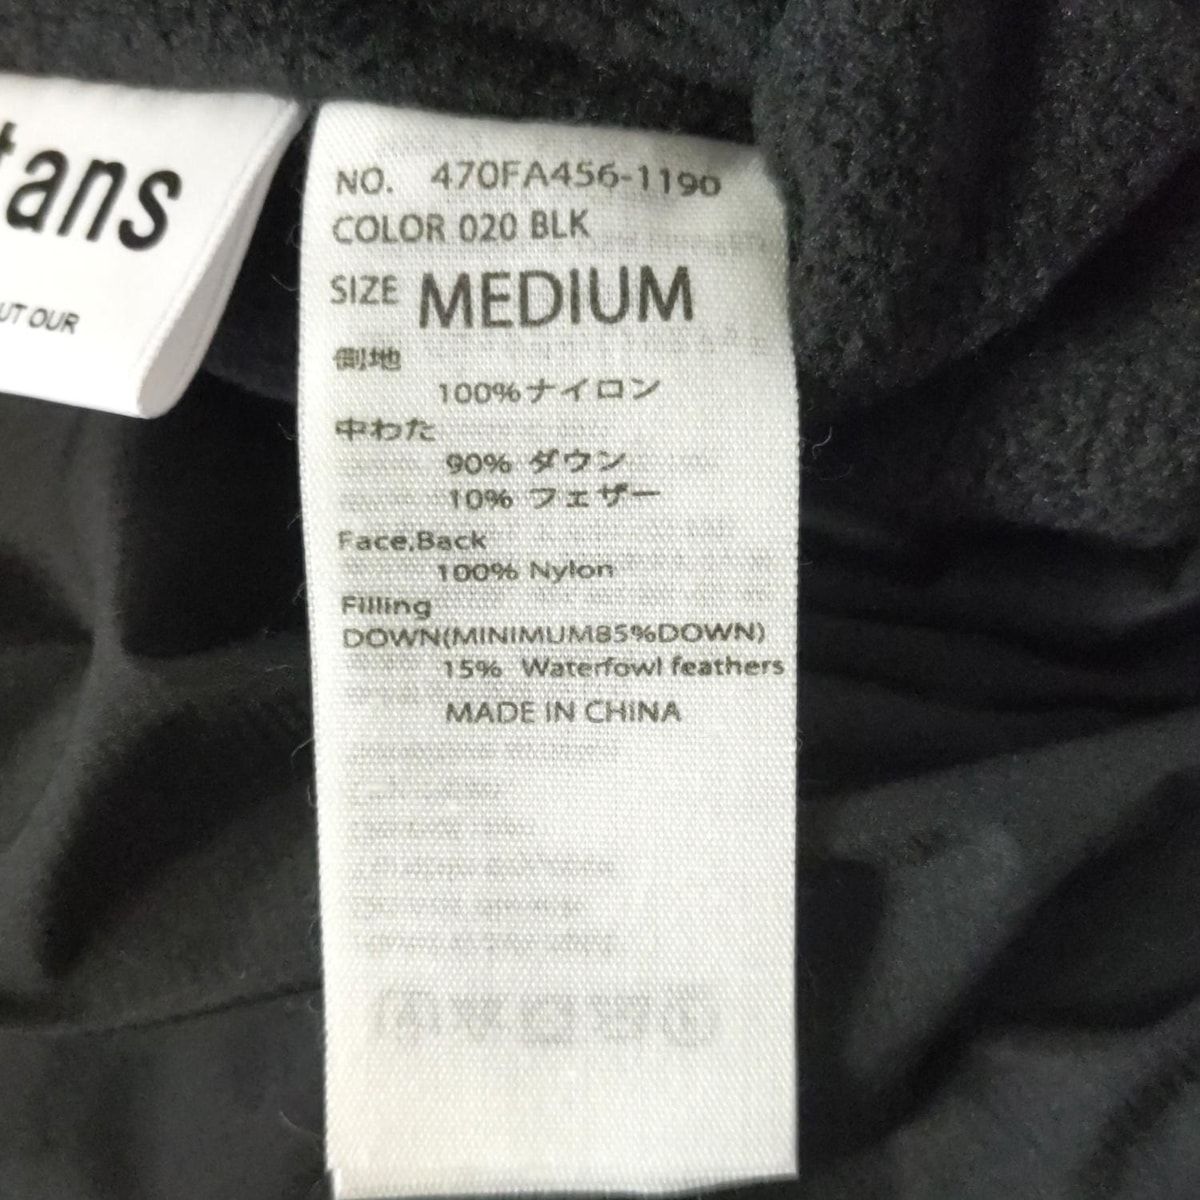 tans
UT OUR
NO. 470FA456-1190
COLOR 020 BLK
SIZE MEDIUM
側地
100%ナイロン
中わた
90% ダウン
10% フェザー
Face,Back
100% Nylon
Filling
DOWN(MINIMUM85%DOWN)
15% Waterfowl feathers
MADE IN CHINA